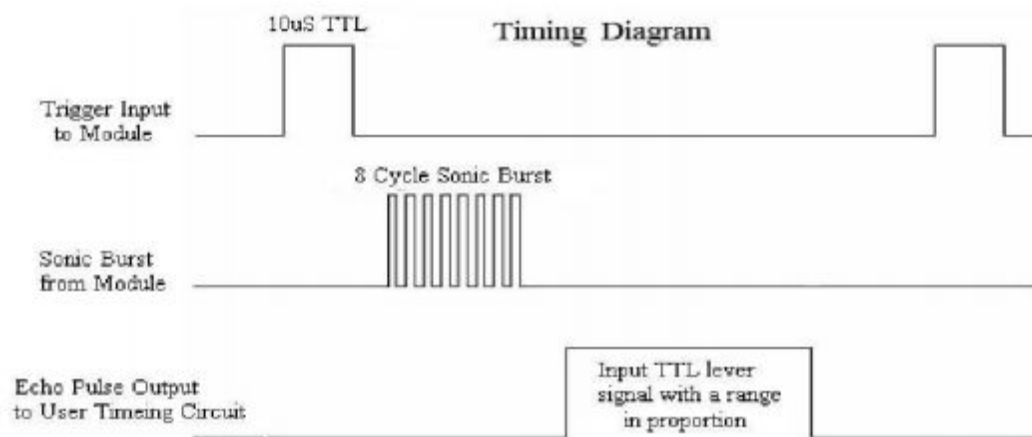 10uS TTL
Timing Diagram
Trigger Input
to Module
8 Cycle Sonic Burst
Sonic Burst
from Module
Echo Pulse Output
to User Timeing Circuit
Input TTL lever
signal with a range
in proportion